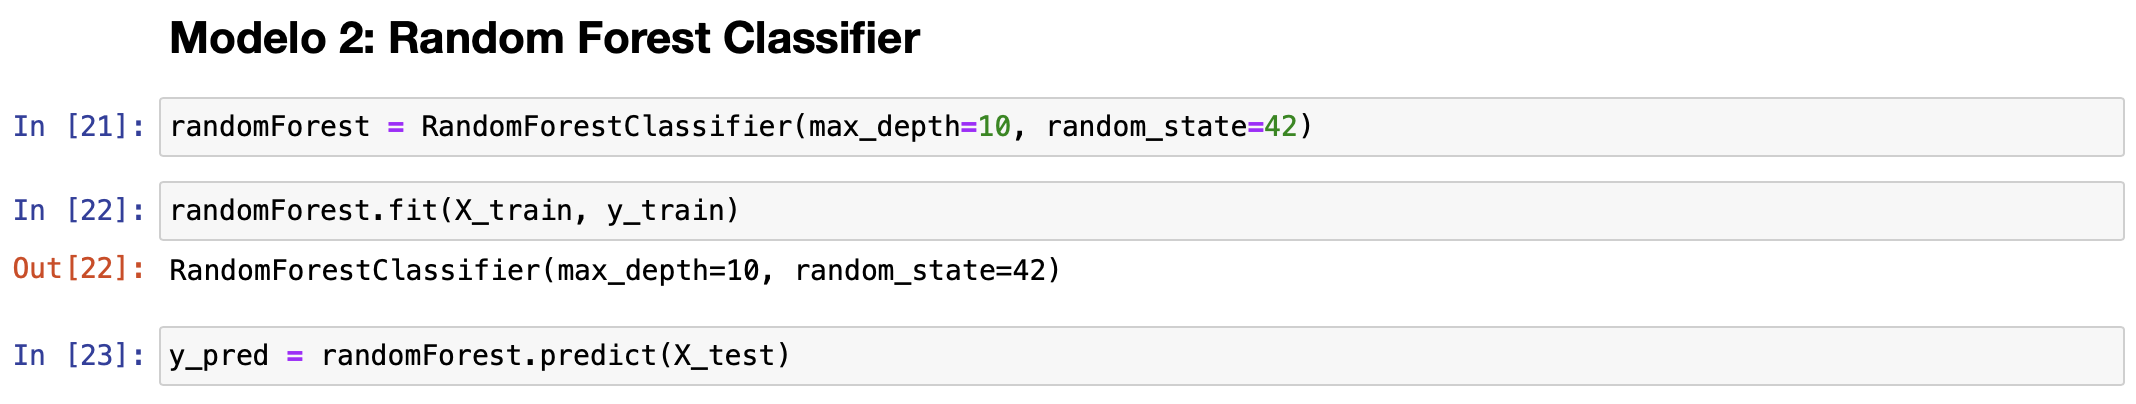 Modelo 2: Random Forest Classifier
In [21]: randomForest = RandomForestClassifier(max_depth=10, random_state=42)
In [22]: randomForest.fit(X_train, y_train)
Out[22]: RandomForestClassifier(max_depth=10, random_state=42)
In [23]: y_pred = randomForest.predict(X_test)